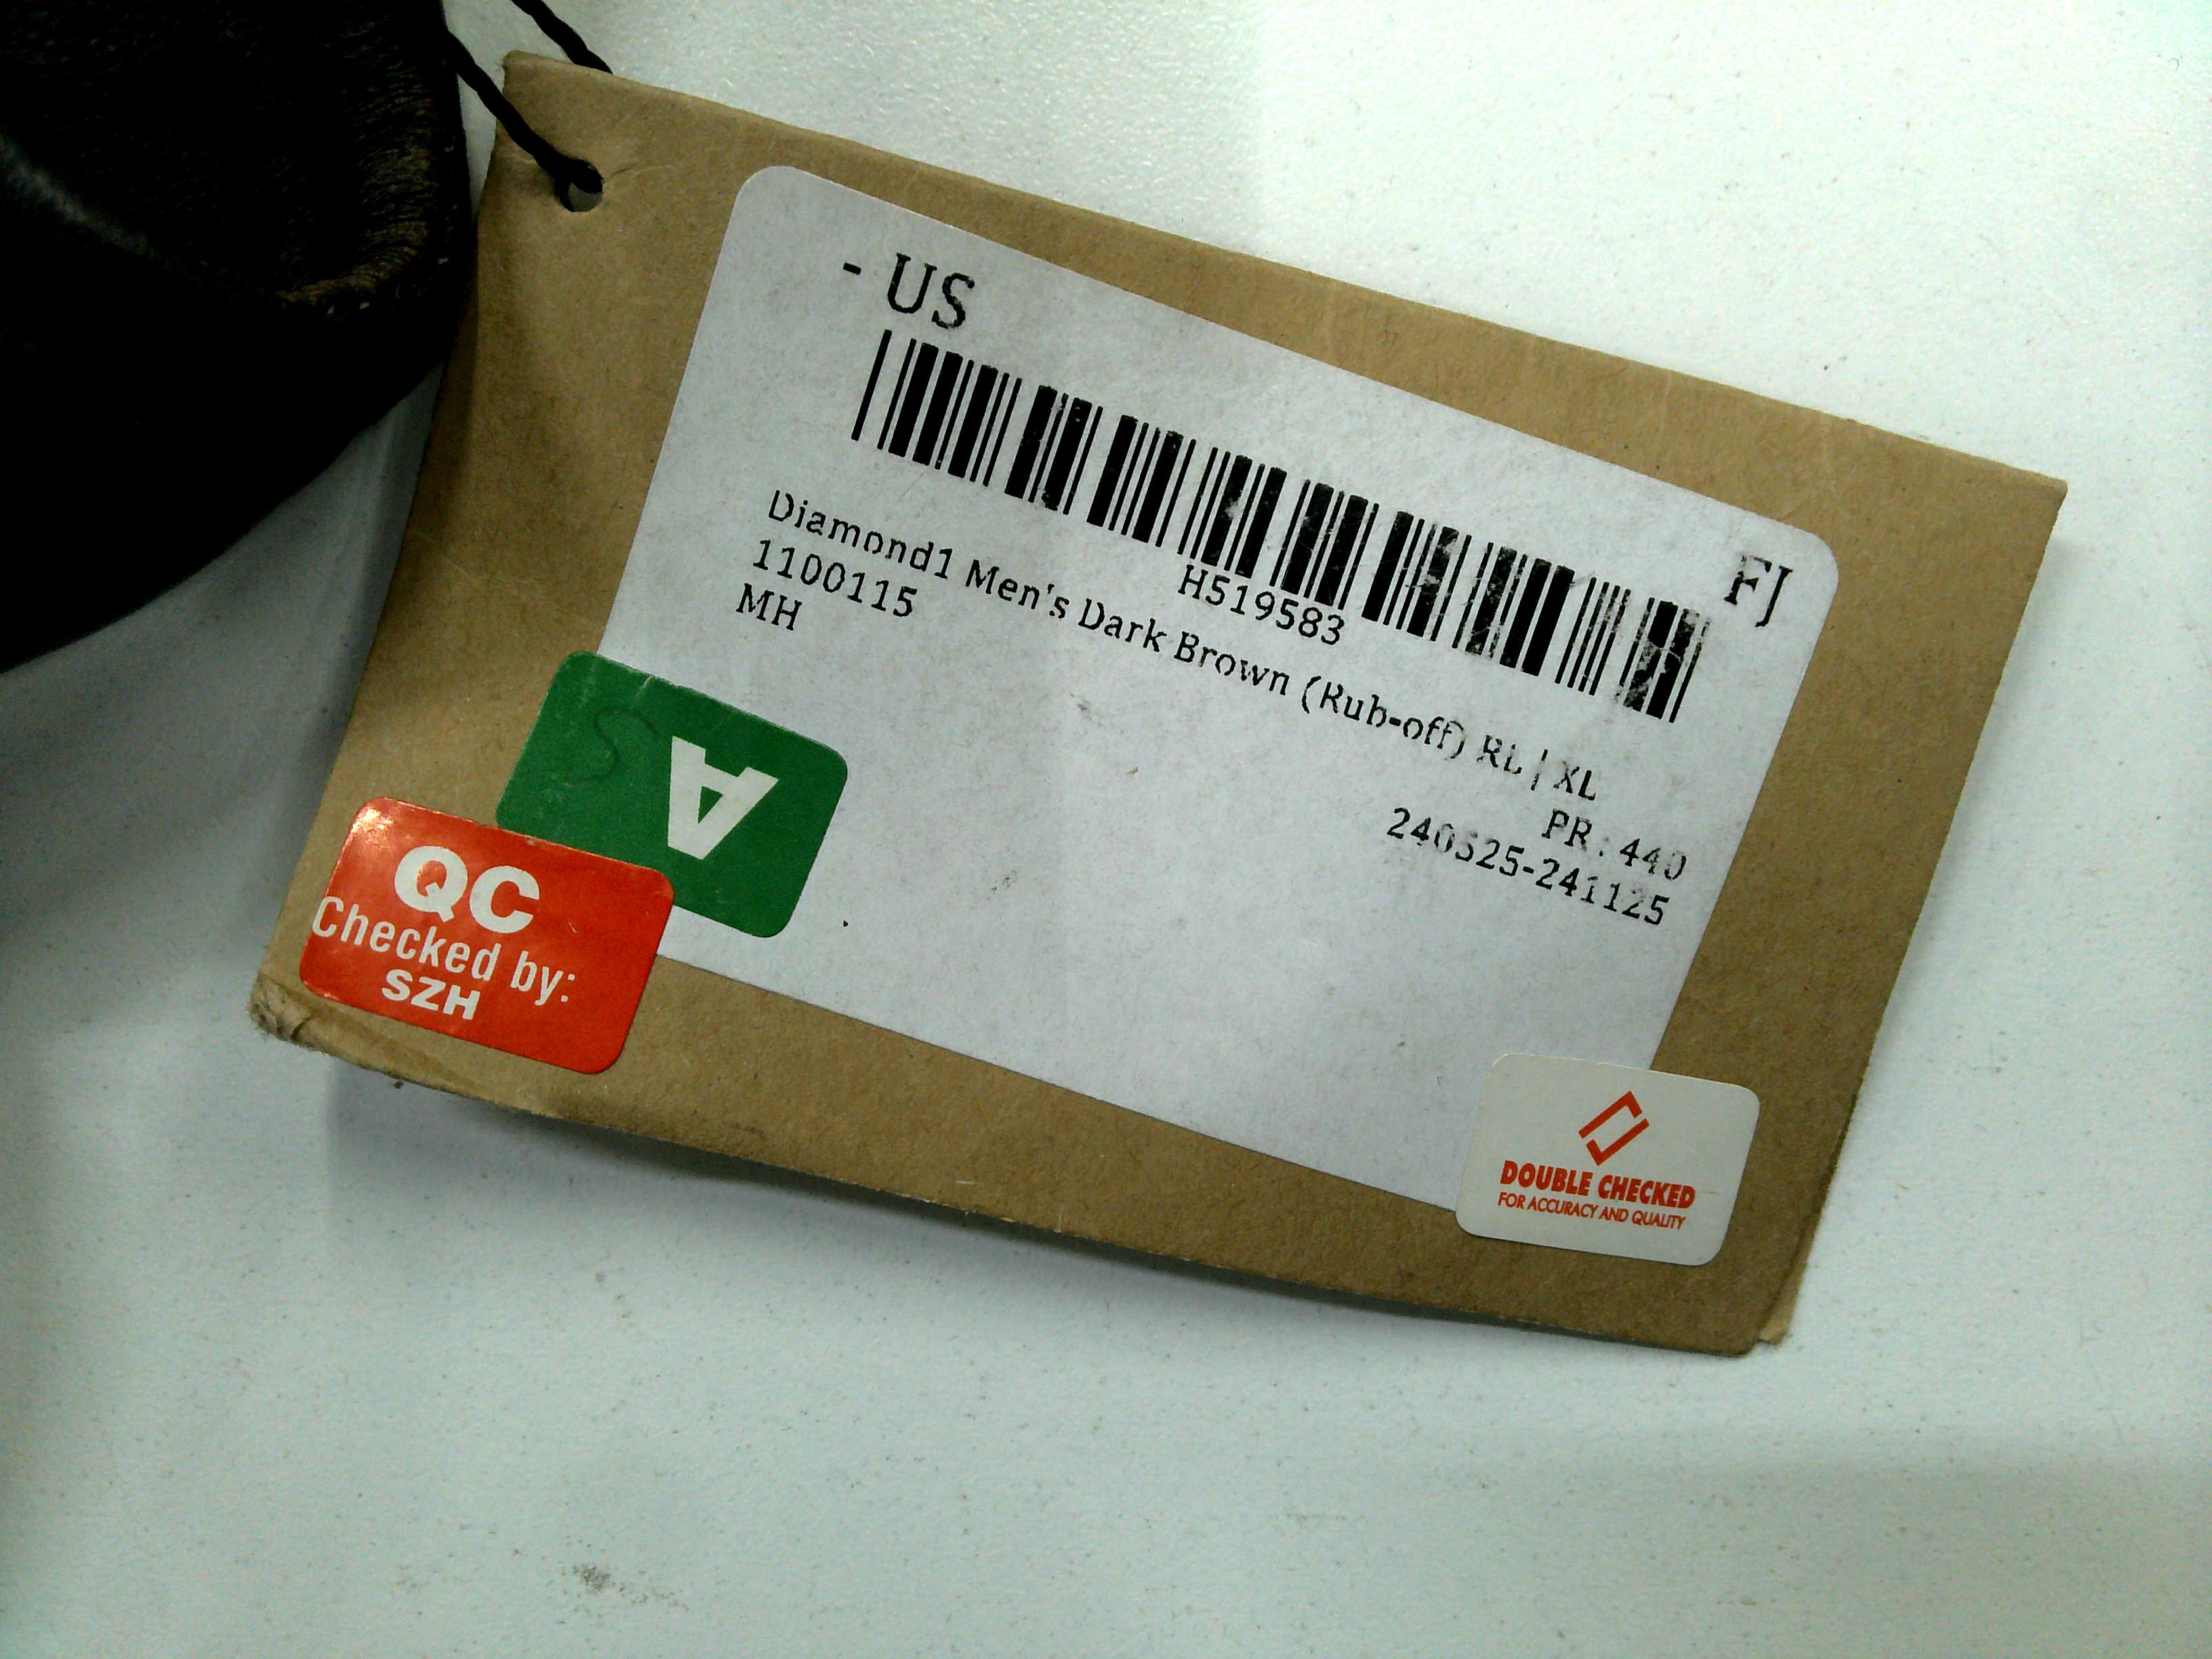 - US
FJ
H519583
Diamond1 Men's Dark Brown (Rub-off) RL | XL
1100115
MH
PR : 440
240525-241125
A
QC
Checked by:
SZH
DOUBLE CHECKED
FOR ACCURACY AND QUALITY